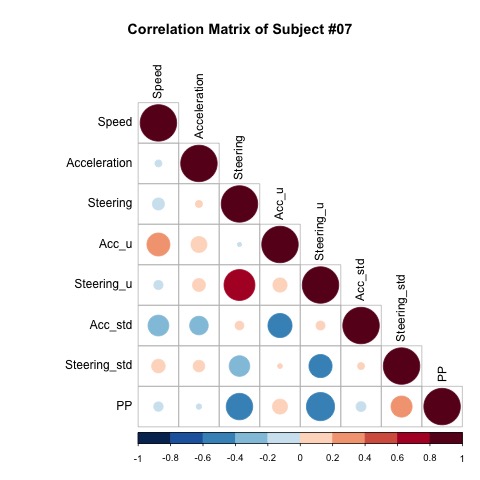 Correlation Matrix of Subject #07
Speed
Acceleration
Steering
Acc_u
Steering_u
Acc_std
Steering_std
PP
Speed
Acceleration
Steering
Acc_u
Steering_u
Acc_std
Steering_std
PP
-1 -0.8 -0.6 -0.4 -0.2 0 0.2 0.4 0.6 0.8 1